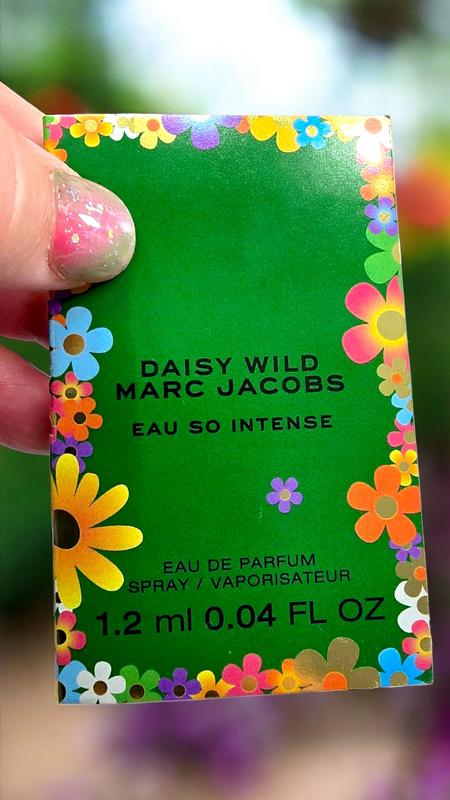 DAISY WILD
MARC JACOBS
EAU SO INTENSE
EAU DE PARFUM
SPRAY / VAPORISATEUR
1.2 ml 0.04 FL OZ